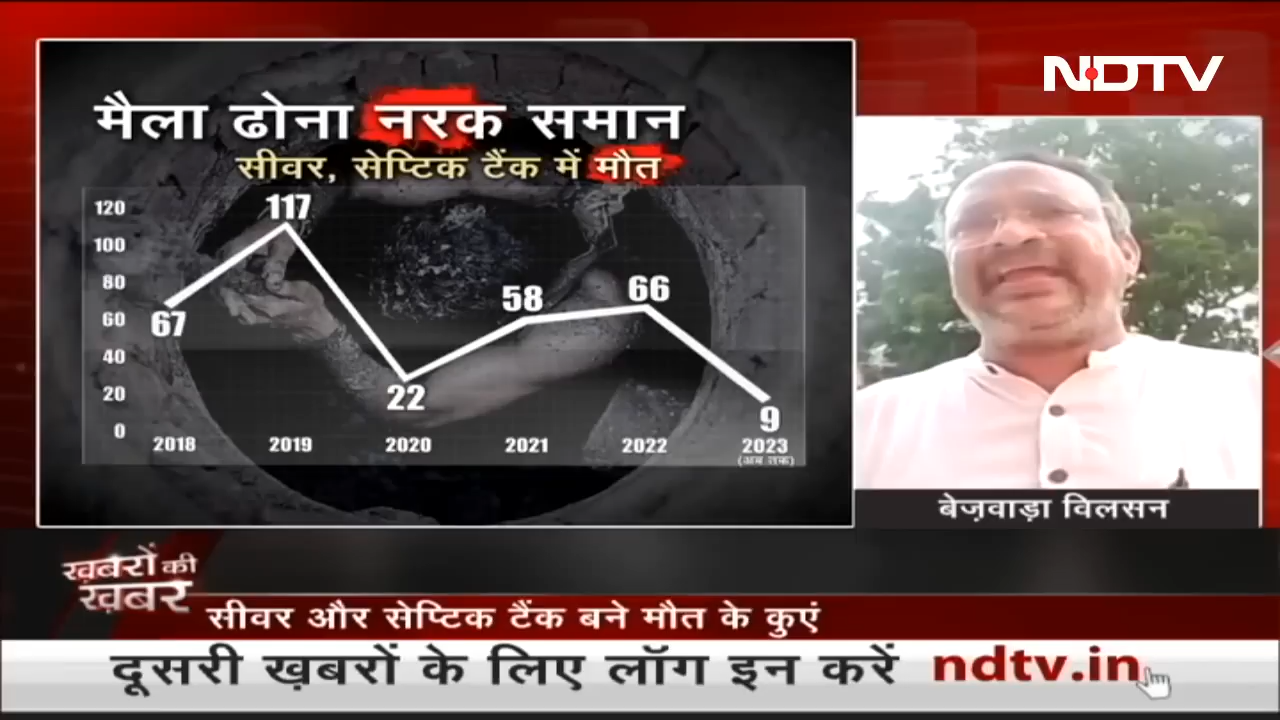 NDTV
मैला ढोना नरक समान
सीवर, सेप्टिक टैंक में मौत
120
100
80
60
40
20
0
67
117
22
58
66
9
2018 2019 2020 2021 2022 2023
(अब तक)
बेज़वाड़ा विलसन
ख़बरों की
ख़बर
सीवर और सेप्टिक टैंक बने मौत के कुएं
दूसरी ख़बरों के लिए लॉग इन करें ndtv.in